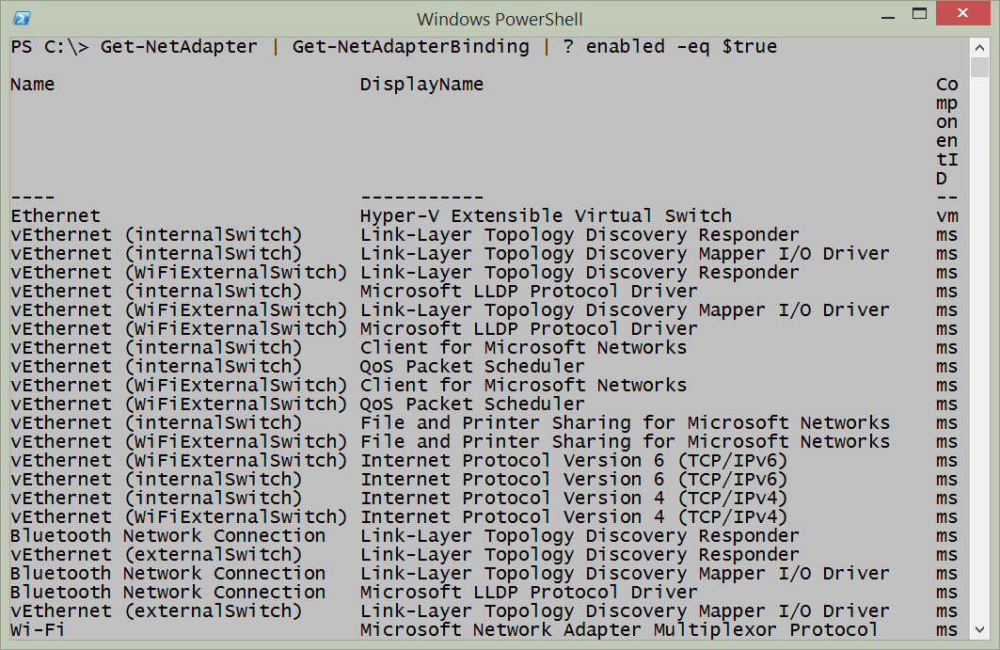 Windows PowerShell
PS C:\> Get-NetAdapter | Get-NetAdapterBinding | ? enabled -eq $true
Name DisplayName Co
mp
on
en
tI
D
---- ----------- --
Ethernet Hyper-V Extensible Virtual Switch vm
vEthernet (internalSwitch) Link-Layer Topology Discovery Responder ms
vEthernet (internalSwitch) Link-Layer Topology Discovery Mapper I/O Driver ms
vEthernet (WiFiExternalSwitch) Link-Layer Topology Discovery Responder ms
vEthernet (internalSwitch) Microsoft LLDP Protocol Driver ms
vEthernet (WiFiExternalSwitch) Link-Layer Topology Discovery Mapper I/O Driver ms
vEthernet (WiFiExternalSwitch) Microsoft LLDP Protocol Driver ms
vEthernet (internalSwitch) Client for Microsoft Networks ms
vEthernet (internalSwitch) QoS Packet Scheduler ms
vEthernet (WiFiExternalSwitch) Client for Microsoft Networks ms
vEthernet (WiFiExternalSwitch) QoS Packet Scheduler ms
vEthernet (internalSwitch) File and Printer Sharing for Microsoft Networks ms
vEthernet (WiFiExternalSwitch) File and Printer Sharing for Microsoft Networks ms
vEthernet (WiFiExternalSwitch) Internet Protocol Version 6 (TCP/IPv6) ms
vEthernet (internalSwitch) Internet Protocol Version 6 (TCP/IPv6) ms
vEthernet (internalSwitch) Internet Protocol Version 4 (TCP/IPv4) ms
vEthernet (WiFiExternalSwitch) Internet Protocol Version 4 (TCP/IPv4) ms
Bluetooth Network Connection Link-Layer Topology Discovery Responder ms
vEthernet (externalSwitch) Link-Layer Topology Discovery Responder ms
Bluetooth Network Connection Link-Layer Topology Discovery Mapper I/O Driver ms
Bluetooth Network Connection Microsoft LLDP Protocol Driver ms
vEthernet (externalSwitch) Link-Layer Topology Discovery Mapper I/O Driver ms
Wi-Fi Microsoft Network Adapter Multiplexor Protocol ms